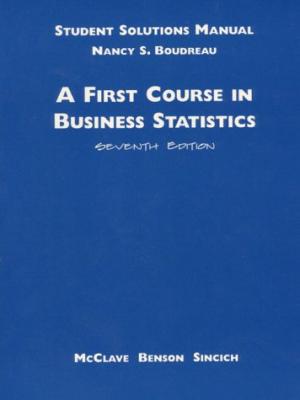 STUDENT SOLUTIONS MANUAL
NANCY S. BOUDREAU
A FIRST COURSE IN
BUSINESS STATISTICS
SEVENTH EDITION
MCCLAVE BENSON SINCICH